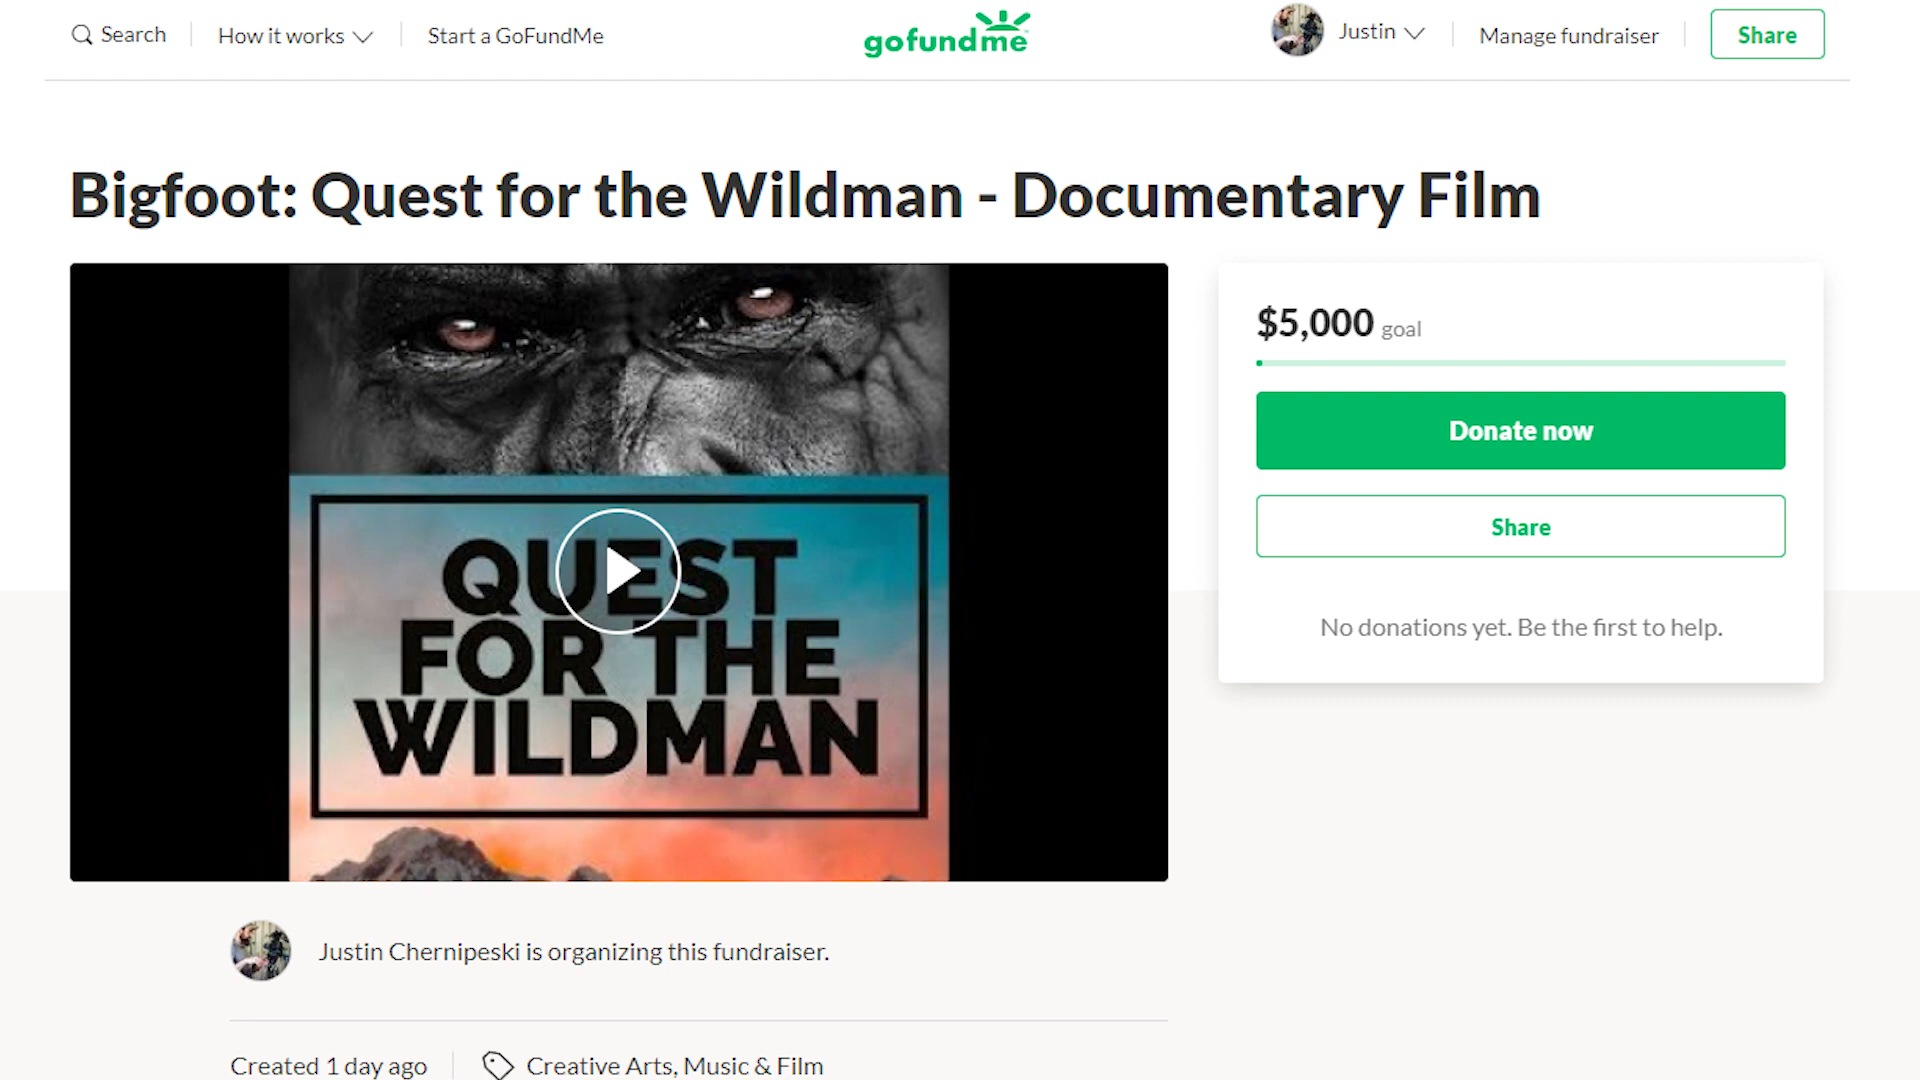 Search
How it works
Start a GoFundMe
gofundme
Justin
Manage fundraiser
Share
Bigfoot: Quest for the Wildman - Documentary Film
QUEST
FOR THE
WILDMAN
$5,000 goal
Donate now
Share
No donations yet. Be the first to help.
Justin Chernipeski is organizing this fundraiser.
Created 1 day ago
Creative Arts, Music & Film